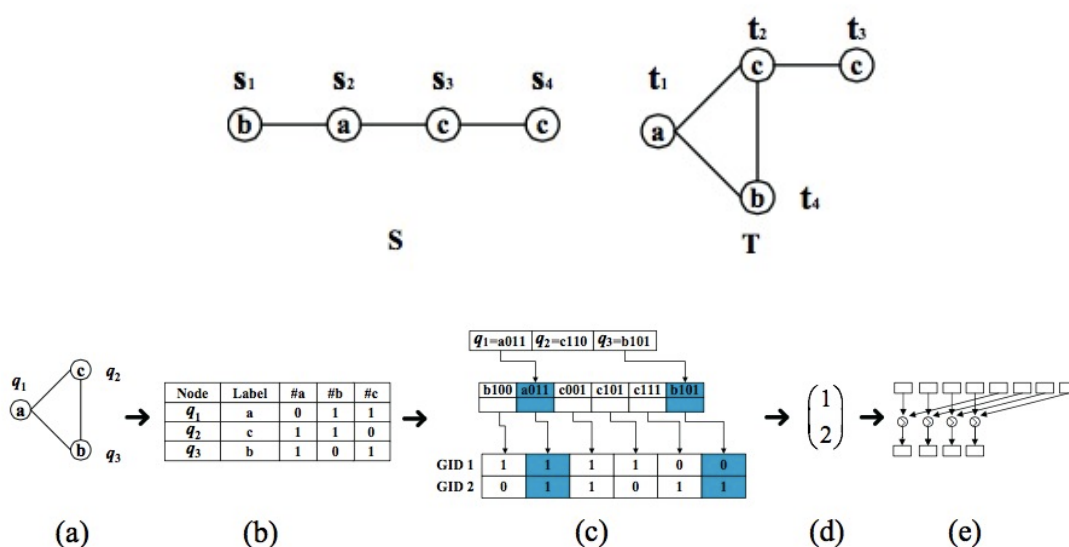 s1 s2 s3 s4
b a c c
S
t2 t3
t1
c c
a
b
t4
T
q1
a
c
q2
b
q3
Node Label #a #b #c
q1 a 0 1 1
q2 c 1 1 0
q3 b 1 0 1
q1=a011 q2=c110 q3=b101
b100 a011 c001 c101 c111 b101
GID 1 1 1 1 1 0 0
GID 2 0 1 1 0 1 1
1
2
(a) (b) (c) (d) (e)